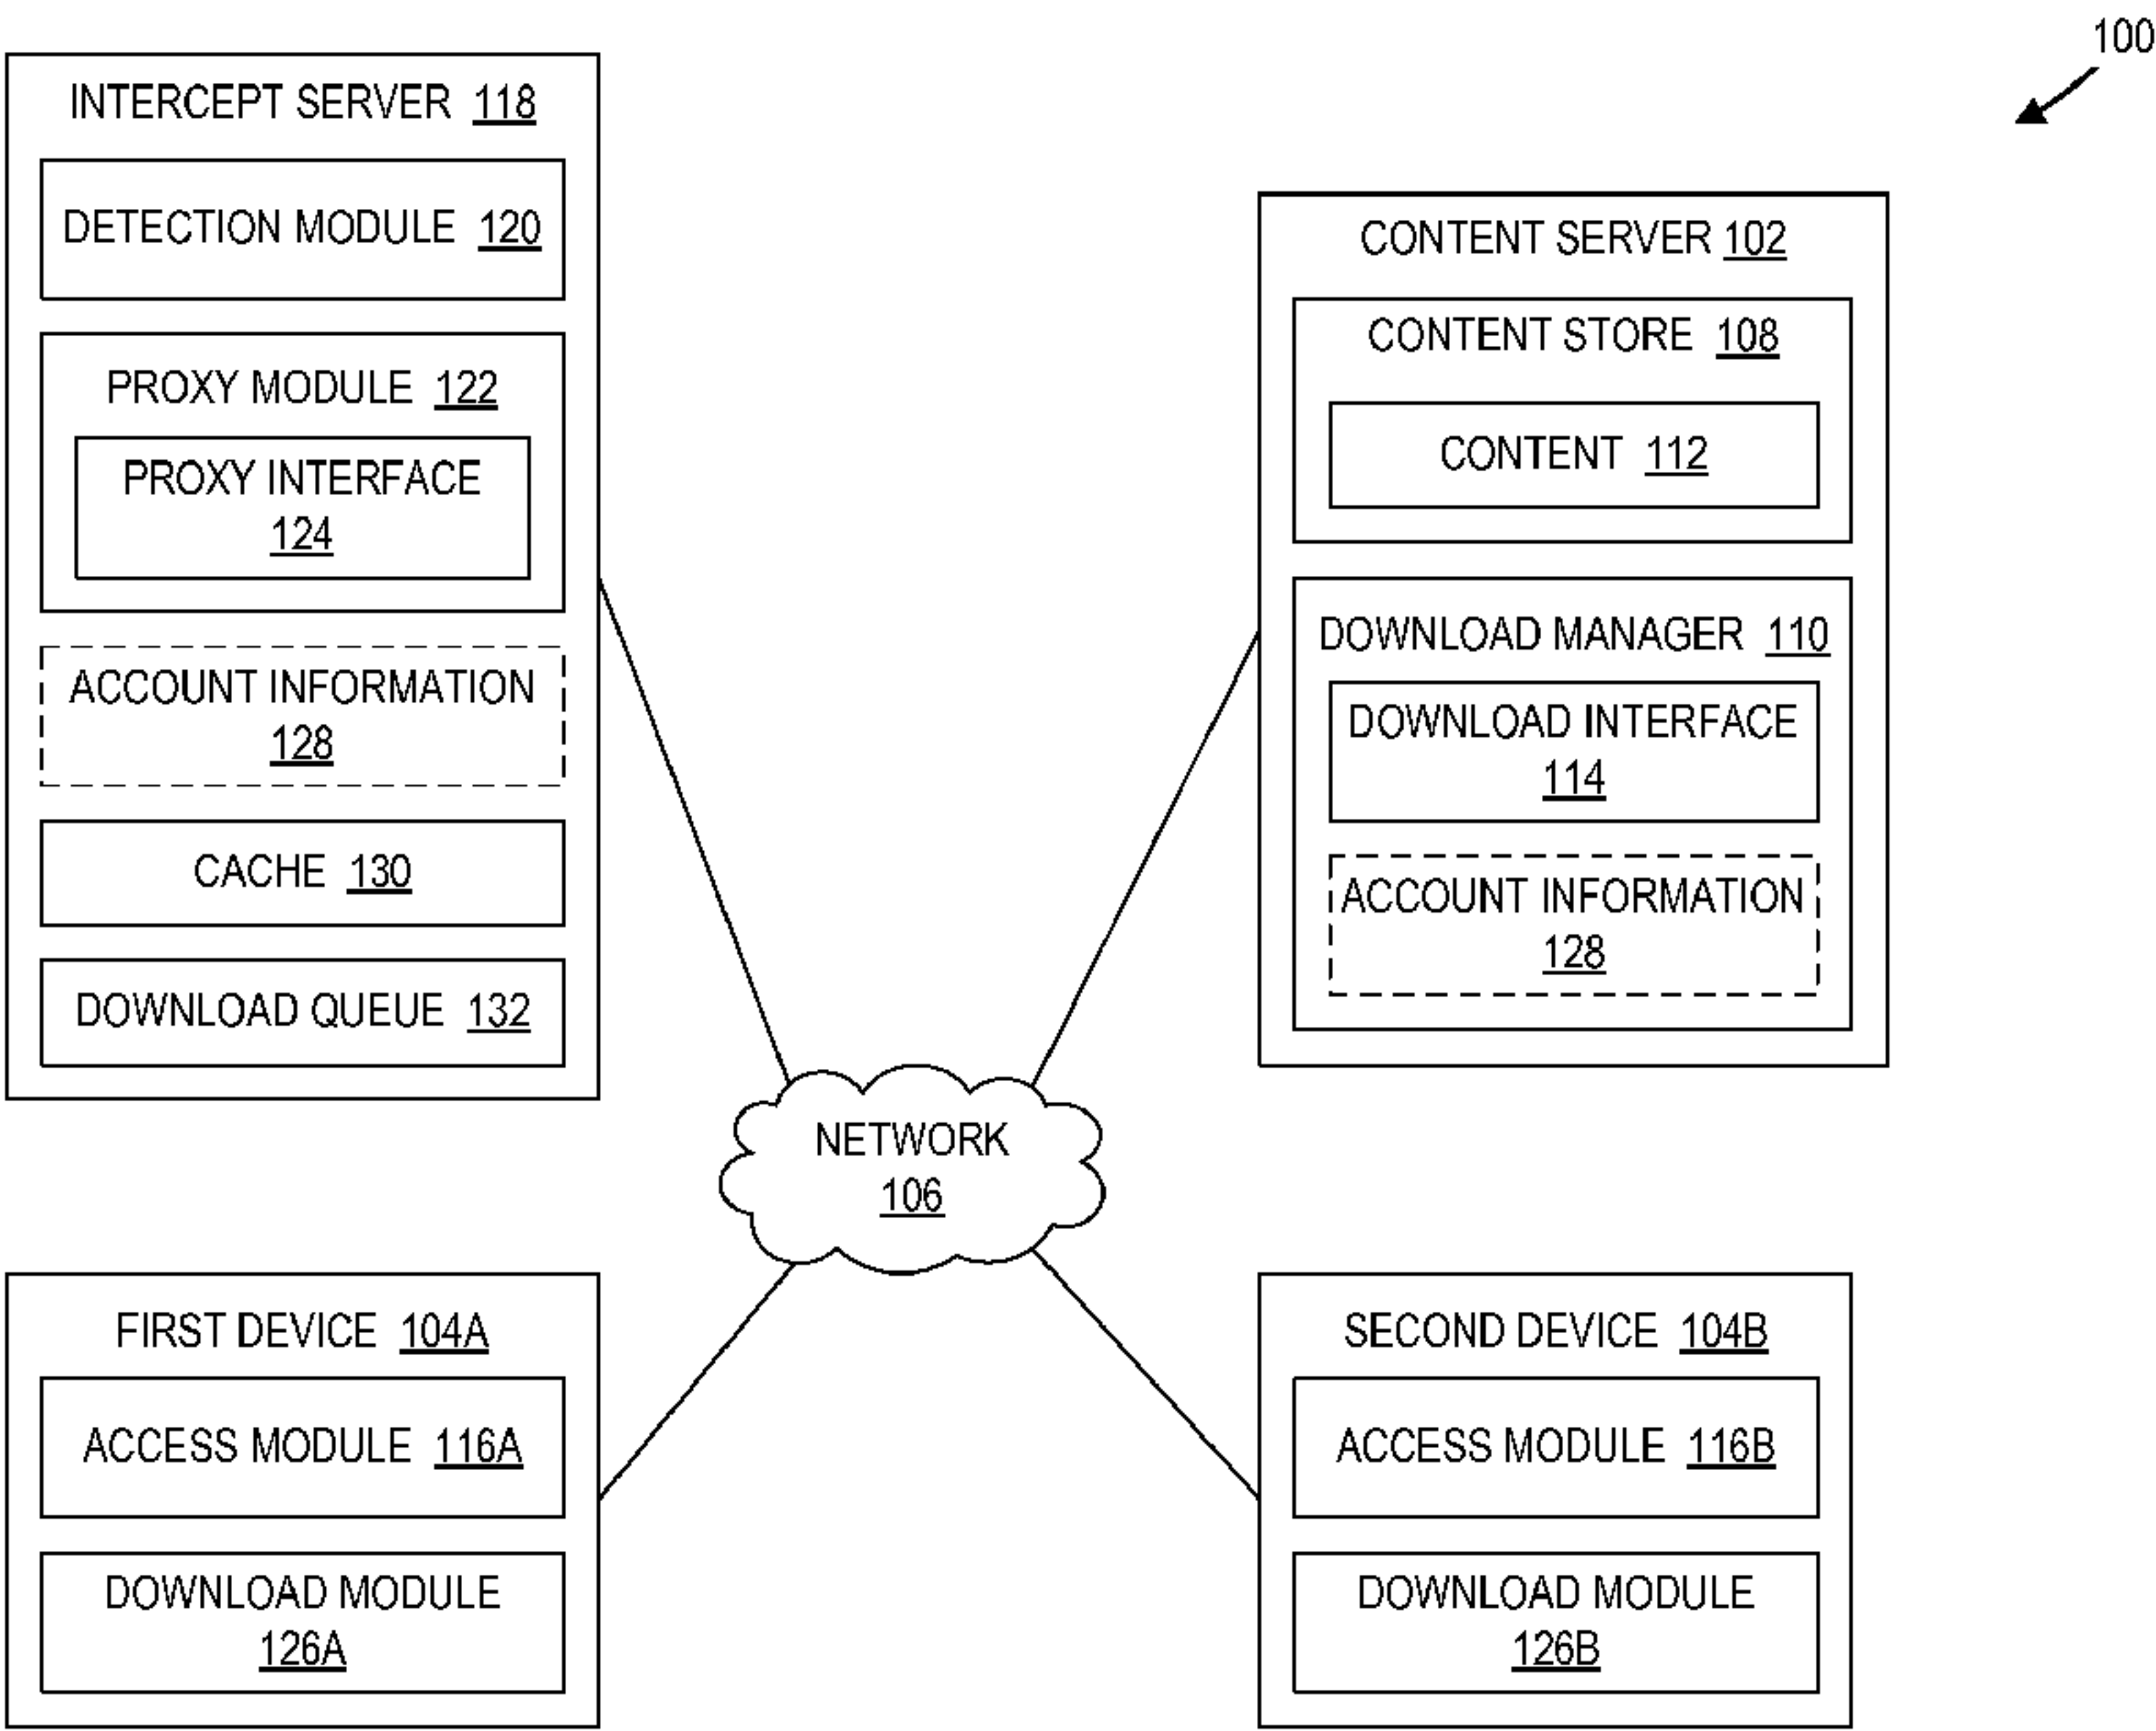 100
INTERCEPT SERVER 118
DETECTION MODULE 120
PROXY MODULE 122
PROXY INTERFACE
124
ACCOUNT INFORMATION
128
CACHE 130
DOWNLOAD QUEUE 132
CONTENT SERVER 102
CONTENT STORE 108
CONTENT 112
DOWNLOAD MANAGER 110
DOWNLOAD INTERFACE
114
ACCOUNT INFORMATION
128
NETWORK
106
FIRST DEVICE 104A
ACCESS MODULE 116A
DOWNLOAD MODULE
126A
SECOND DEVICE 104B
ACCESS MODULE 116B
DOWNLOAD MODULE
126B